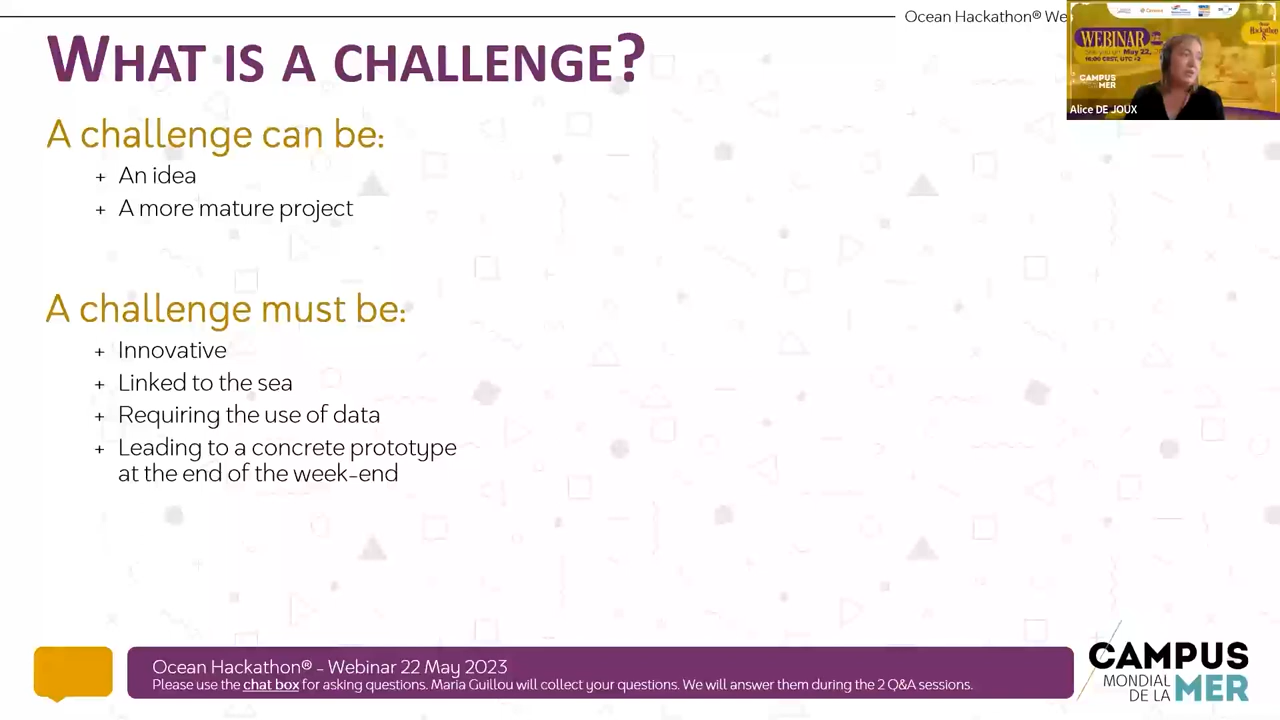 Ocean Hackathon® We
WHAT IS A CHALLENGE?
A challenge can be:
+ An idea
+ A more mature project
A challenge must be:
+ Innovative
+ Linked to the sea
+ Requiring the use of data
+ Leading to a concrete prototype
at the end of the week-end
WEBINAR
May 22,
CAMPUS
MER
Hackathon
Alice DE JOUX
Ocean Hackathon® - Webinar 22 May 2023
Please use the chat box for asking questions. Maria Guillou will collect your questions. We will answer them during the 2 Q&A sessions.
CAMPUS
MONDIAL
DE LA MER